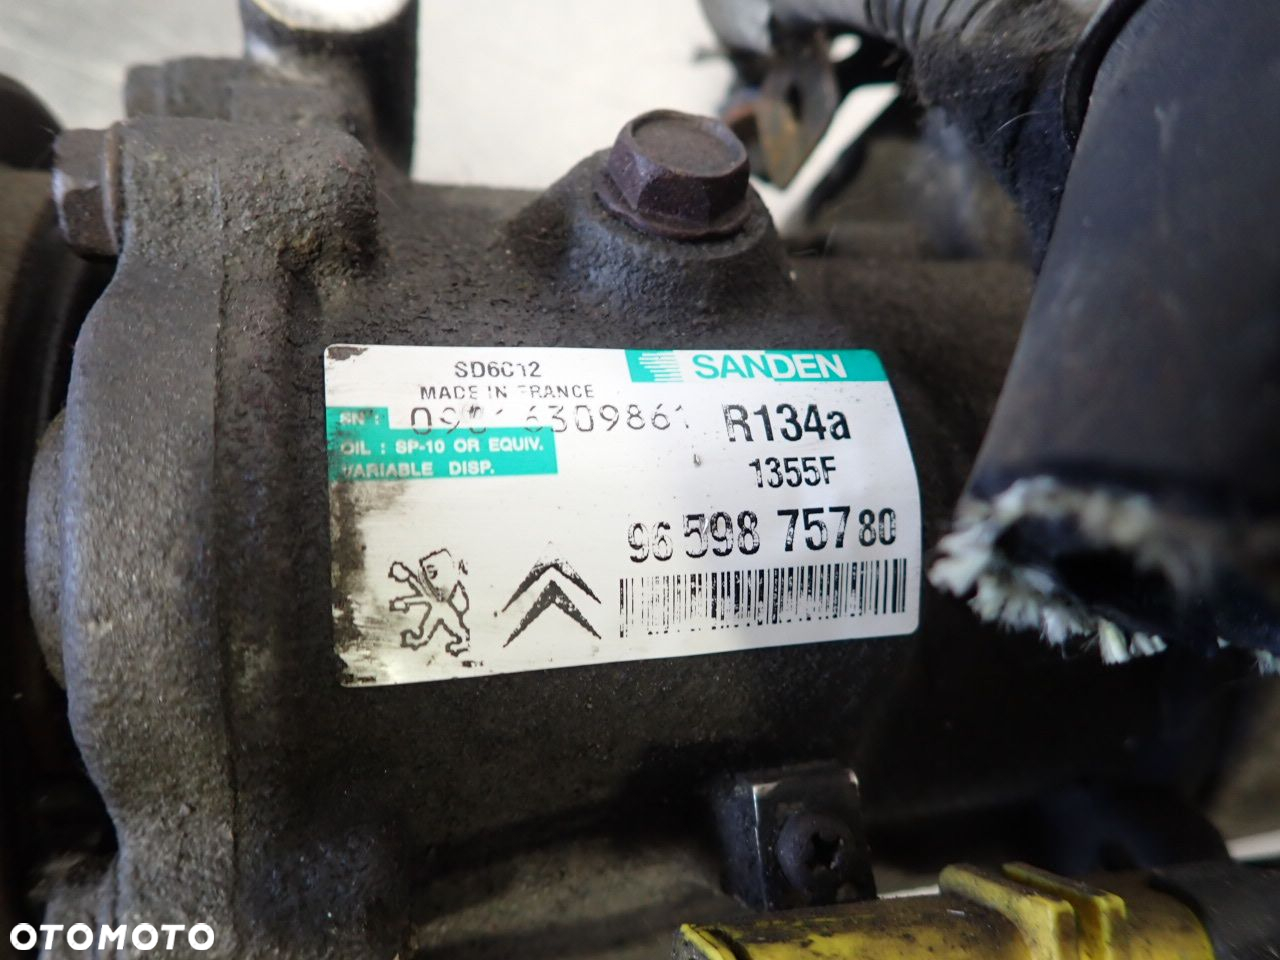 SD6C12
SANDEN
MADE IN FRANCE
SN :
R134a
OIL : SP-10 OR EQUIV.
VARIABLE DISP.
1355F
96 598 757 80
OTOMOTO